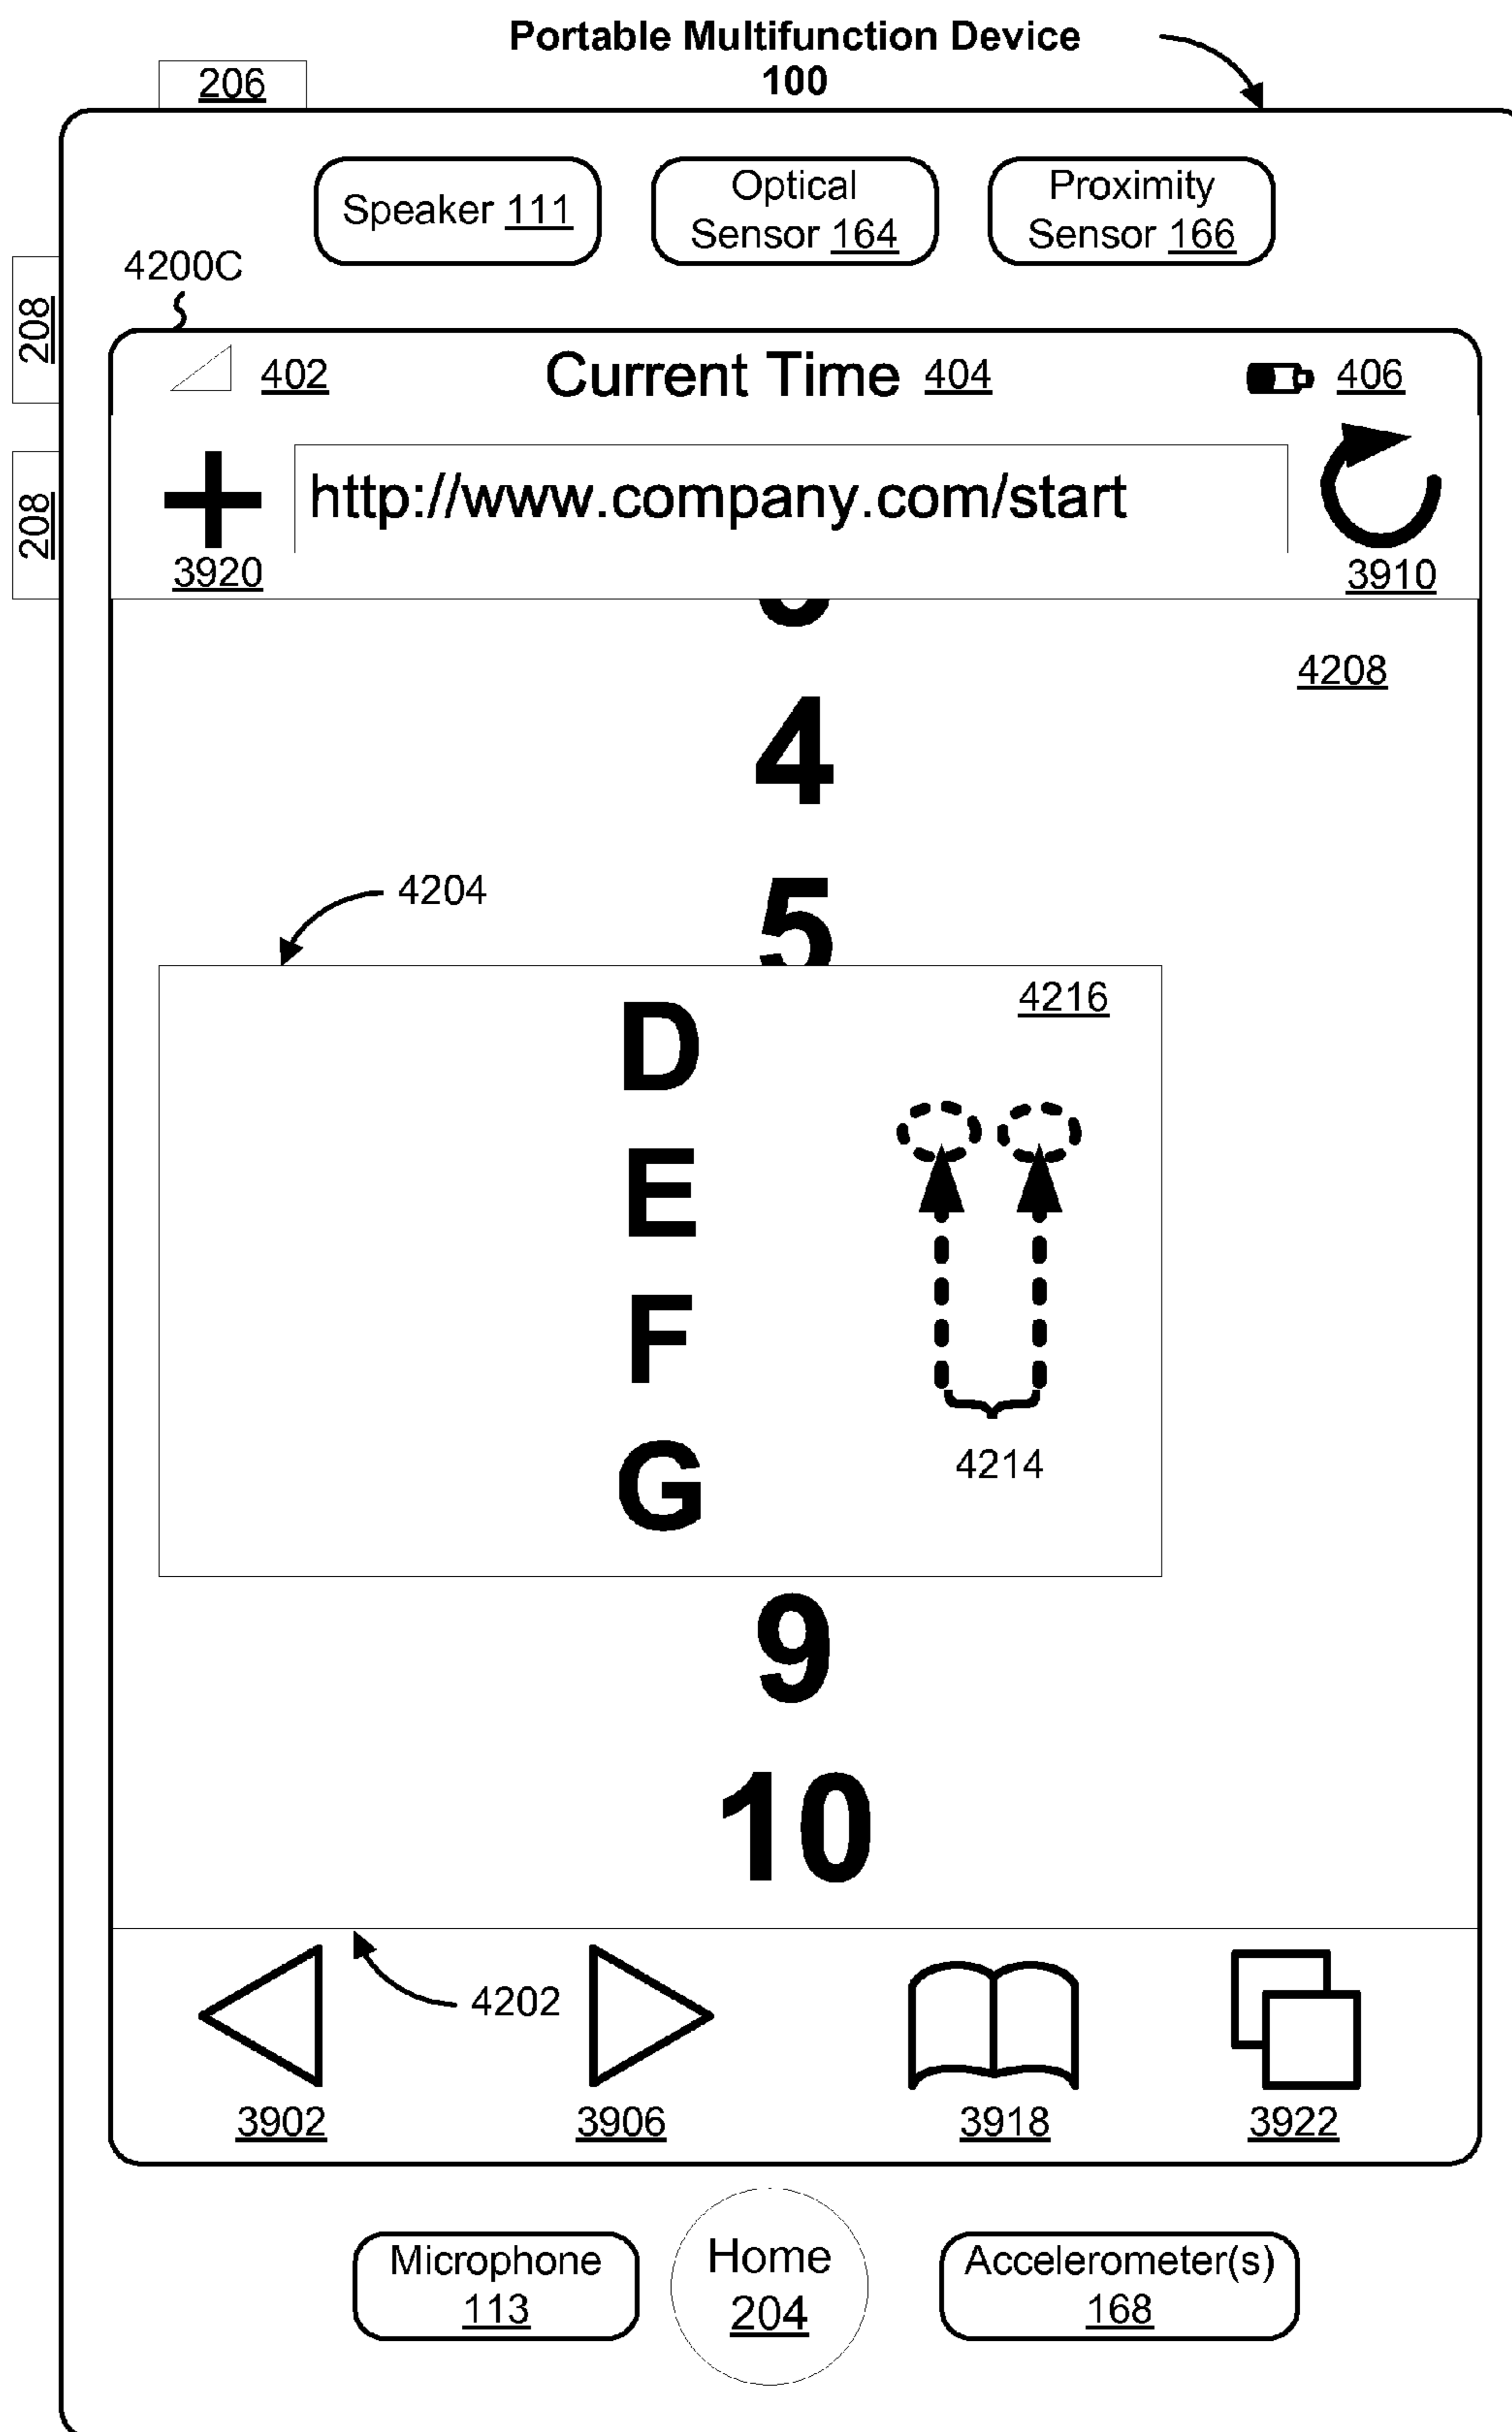 Portable Multifunction Device
100
206
Speaker 111
Optical
Sensor 164
Proximity
Sensor 166
4200C
208
402
Current Time 404
406
http://www.company.com/start
208
3920
3910
4208
4
4204
5
4216
D
E
F
G
4214
9
10
4202
3902
3906
3918
3922
Microphone
113
Home
204
Accelerometer(s)
168